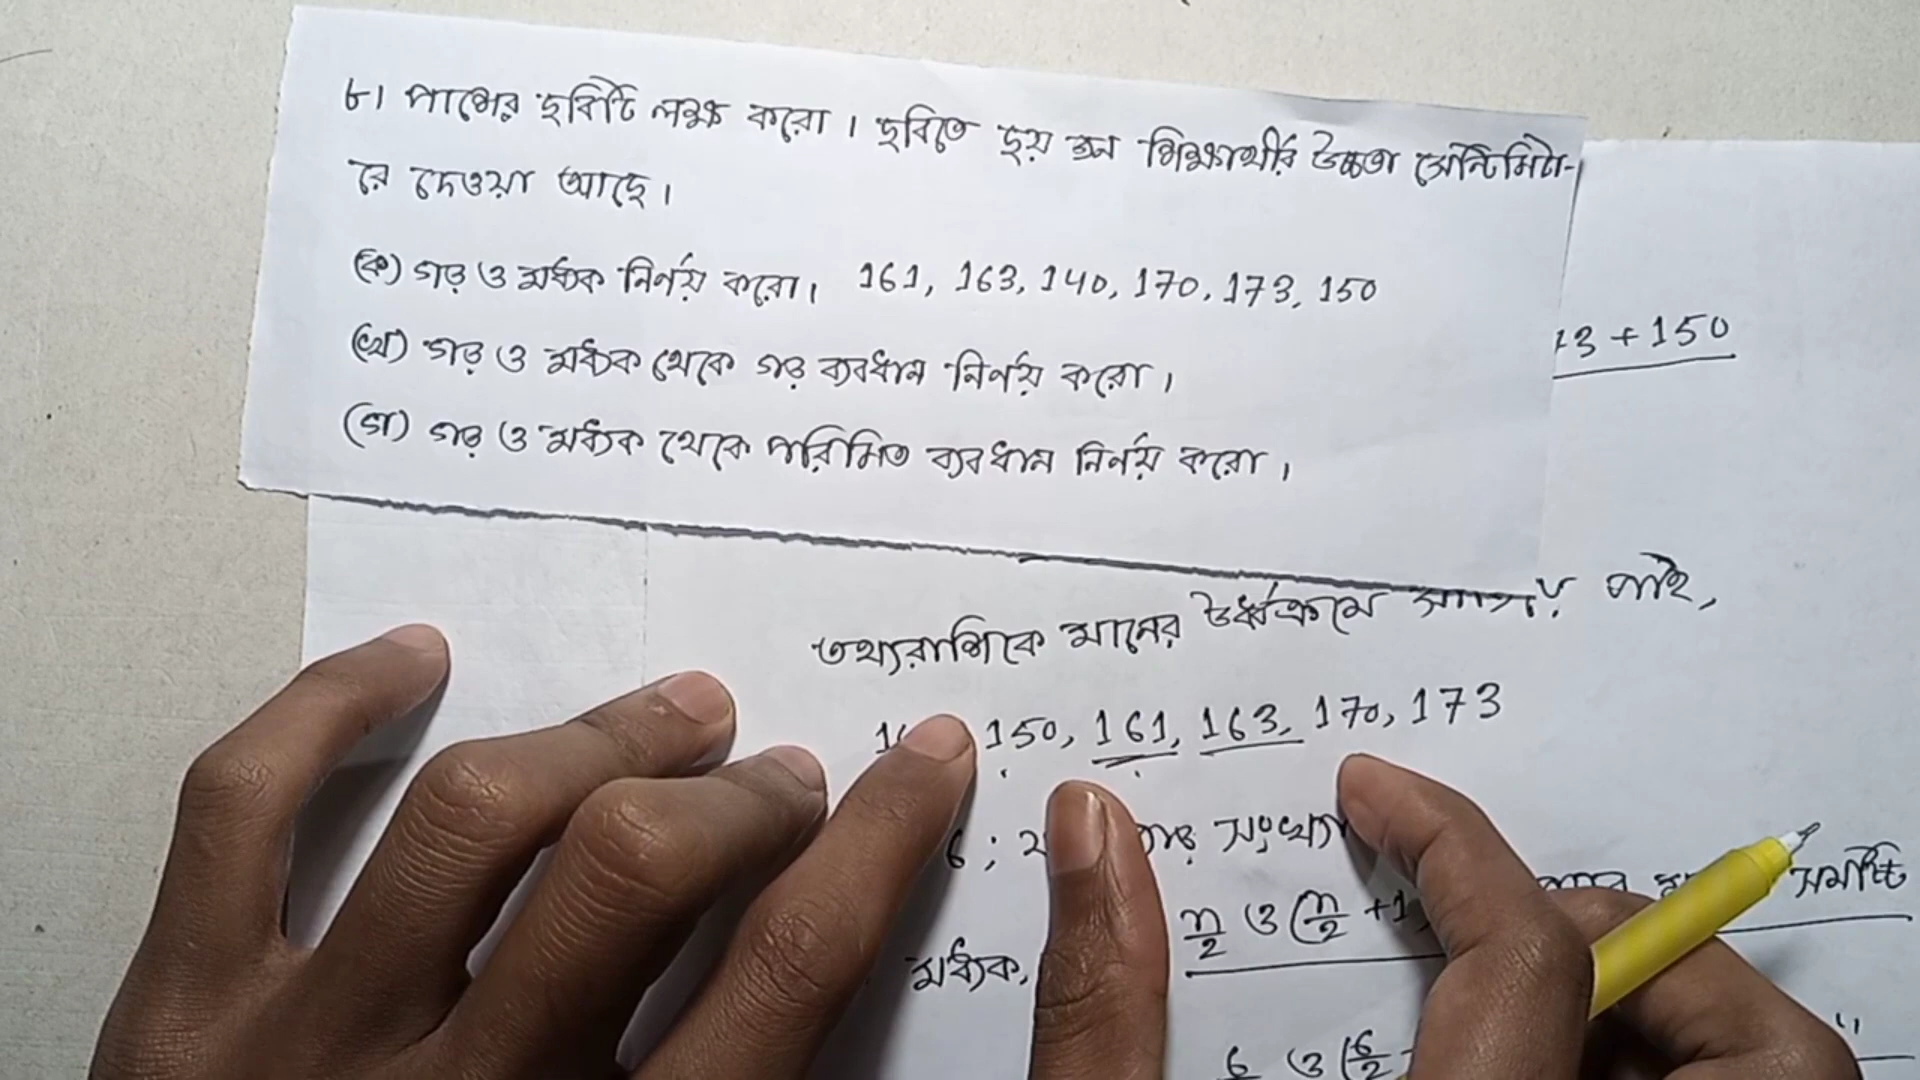 ৮। পাশের ছবিটি লক্ষ করো। ছবিতে ছয় জন শিক্ষার্থীর উচ্চতা সেন্টিমিটা-
রে দেওয়া আছে।
(ক) গড় ও মধ্যক নির্ণয় করো। 161, 163, 140, 170, 173, 150
(খ) গড় ও মধ্যক থেকে গড় ব্যবধান নির্ণয় করো।
(গ) গড় ও মধ্যক থেকে পরিমিত ব্যবধান নির্ণয় করো।
73 + 150
তথ্যরাশিকে মানের ঊর্ধ্বক্রমে পাই,
150, 161, 163, 170, 173
6 ; সংখ্যা
n/2 ও (n/2 + 1 সমষ্টি
মধ্যক,
6 ও (6/2